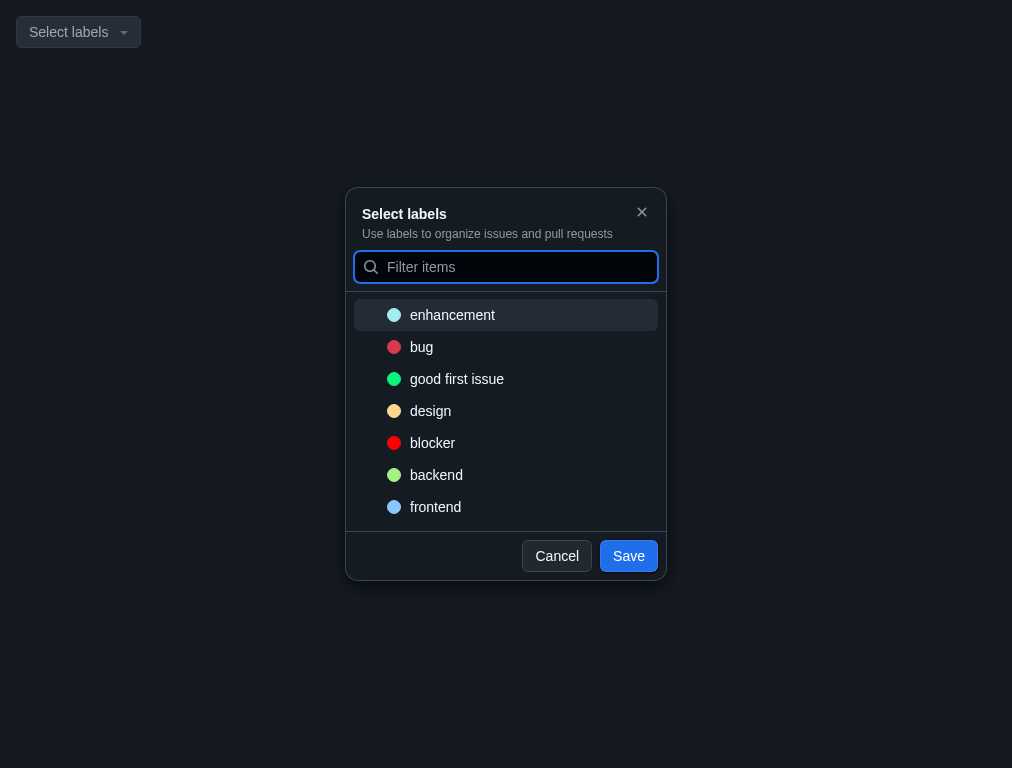 Select labels
Select labels
Use labels to organize issues and pull requests
Filter items
enhancement
bug
good first issue
design
blocker
backend
frontend
Cancel
Save